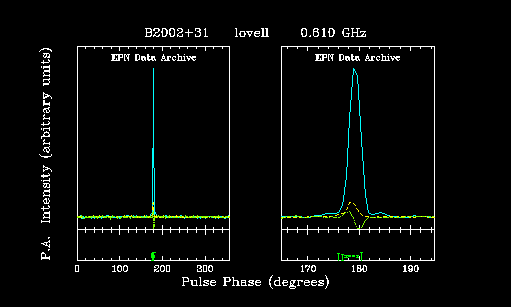 B2002+31 lovell 0.610 GHz
EPN Data Archive EPN Data Archive
P.A. Intensity (arbitrary units)
0 100 200 300 170 180 190
Pulse Phase (degrees)